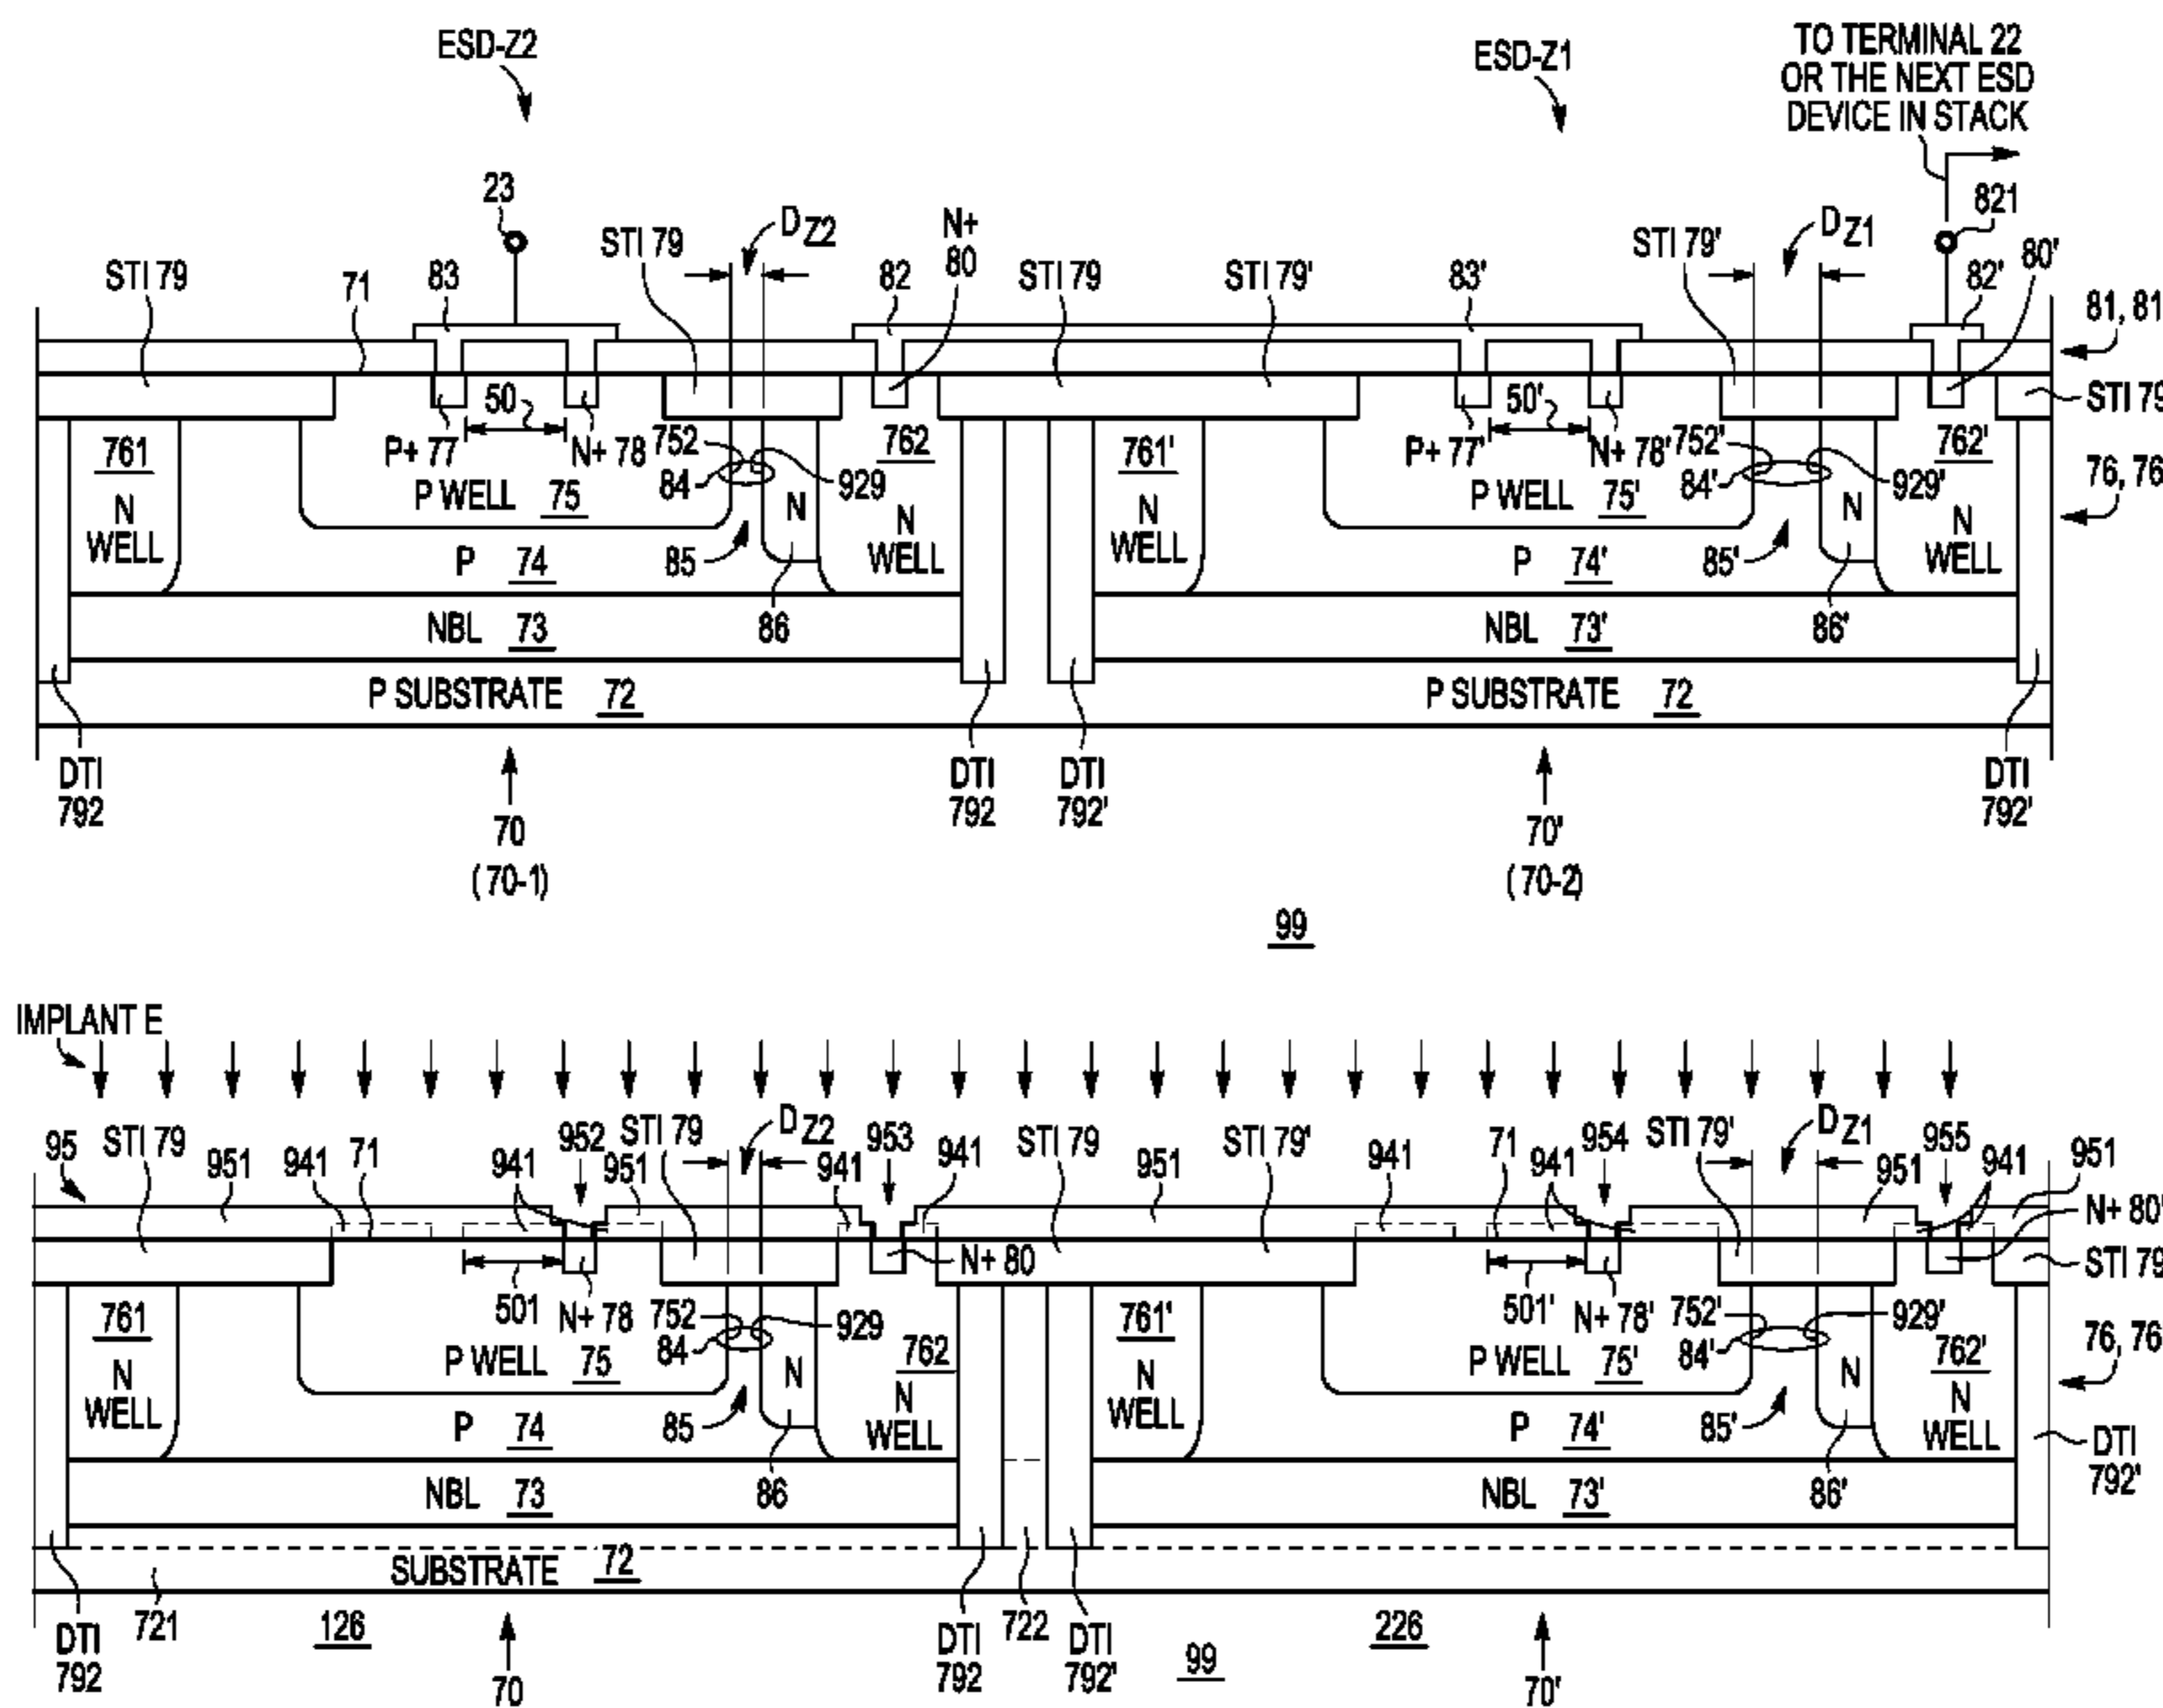 ESD-Z2
ESD-Z1
TO TERMINAL 22
OR THE NEXT ESD
DEVICE IN STACK
23
DZ2
N+
80
821
STI 79
71
83
STI 79
82
STI 79
STI 79'
83'
STI 79'
DZ1
82'
80'
81, 81
STI 79
761
N
WELL
50
P+ 77
N+ 78
752
84
929
762
N
WELL
P WELL 75
N
P 74
85
86
NBL 73
P SUBSTRATE 72
761'
N
WELL
50'
P+ 77'
N+ 78'
752'
84'
929'
762'
N
WELL
P WELL 75'
N
P 74'
85'
86'
NBL 73'
P SUBSTRATE 72
76, 76
DTI
792
DTI
792
DTI
792'
DTI
792'
70
(70-1)
70'
(70-2)
99
IMPLANT E
95
STI 79
951
941
71
941
952
951
STI 79
DZ2
941
953
941
STI 79
951
STI 79'
941
71
941
954
STI 79'
DZ1
951
955
941
951
N+ 80'
STI 79
N+ 80
761
N
WELL
501
N+ 78
752
84
929
762
N
WELL
P WELL 75
N
P 74
85
86
NBL 73
SUBSTRATE 72
761'
N
WELL
501'
N+ 78'
752'
84'
929'
762'
N
WELL
P WELL 75'
N
P 74'
85'
86'
NBL 73'
76, 76
DTI
792'
DTI
792
721
126
70
DTI
792
722
DTI
792'
99
226
70'